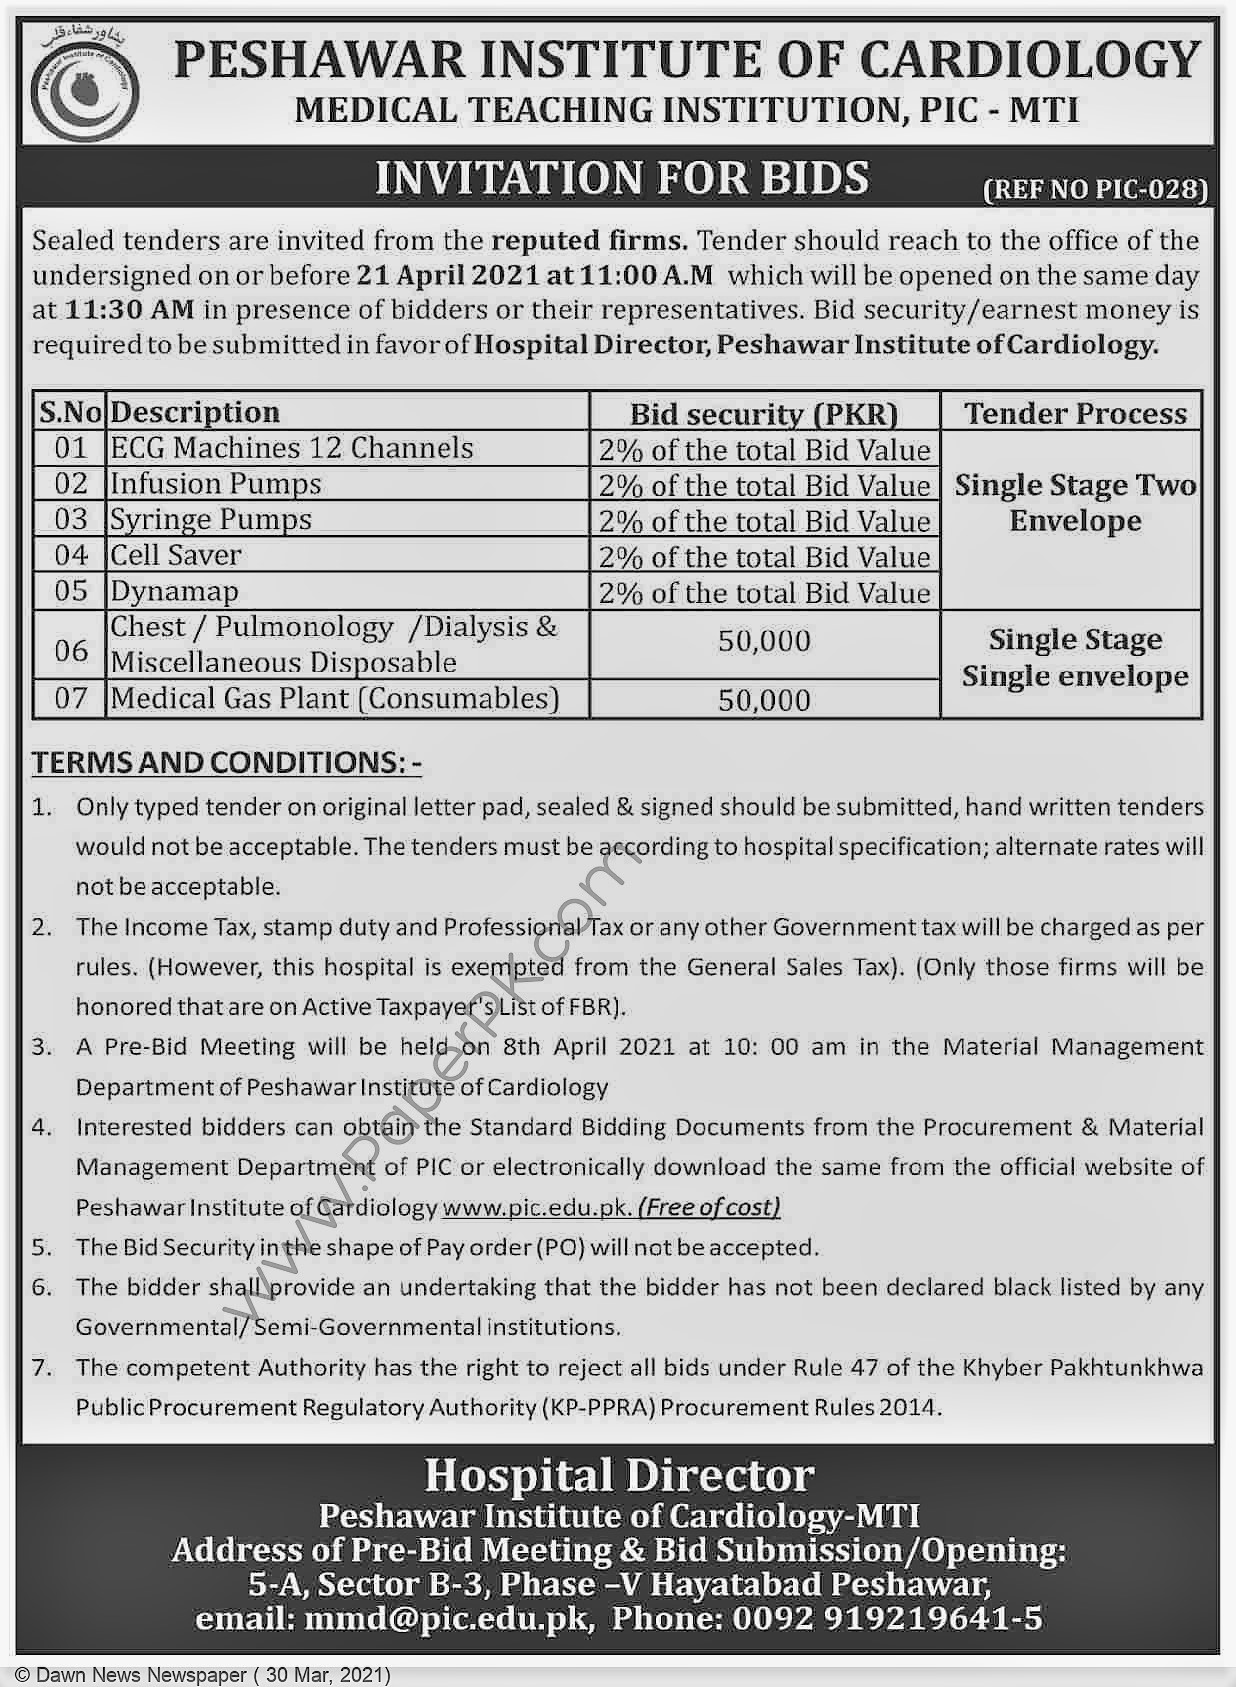 پشاور شفاء قلب
Peshawar Institute of Cardiology
PESHAWAR INSTITUTE OF CARDIOLOGY
MEDICAL TEACHING INSTITUTION, PIC - MTI
INVITATION FOR BIDS
(REF NO PIC-028)
Sealed tenders are invited from the reputed firms. Tender should reach to the office of the
undersigned on or before 21 April 2021 at 11:00 A.M which will be opened on the same day
at 11:30 AM in presence of bidders or their representatives. Bid security/earnest money is
required to be submitted in favor of Hospital Director, Peshawar Institute of Cardiology.
S.No Description Bid security (PKR) Tender Process
01 ECG Machines 12 Channels 2% of the total Bid Value
02 Infusion Pumps 2% of the total Bid Value Single Stage Two
03 Syringe Pumps 2% of the total Bid Value Envelope
04 Cell Saver 2% of the total Bid Value
05 Dynamap 2% of the total Bid Value
06 Chest / Pulmonology /Dialysis & 50,000 Single Stage
Miscellaneous Disposable Single envelope
07 Medical Gas Plant (Consumables) 50,000
TERMS AND CONDITIONS: -
1. Only typed tender on original letter pad, sealed & signed should be submitted, hand written tenders
would not be acceptable. The tenders must be according to hospital specification; alternate rates will
not be acceptable.
2. The Income Tax, stamp duty and Professional Tax or any other Government tax will be charged as per
rules. (However, this hospital is exempted from the General Sales Tax). (Only those firms will be
honored that are on Active Taxpayer's List of FBR).
3. A Pre-Bid Meeting will be held on 8th April 2021 at 10: 00 am in the Material Management
Department of Peshawar Institute of Cardiology
4. Interested bidders can obtain the Standard Bidding Documents from the Procurement & Material
Management Department of PIC or electronically download the same from the official website of
Peshawar Institute of Cardiology www.pic.edu.pk. (Free of cost)
5. The Bid Security in the shape of Pay order (PO) will not be accepted.
6. The bidder shall provide an undertaking that the bidder has not been declared black listed by any
Governmental/ Semi-Governmental institutions.
7. The competent Authority has the right to reject all bids under Rule 47 of the Khyber Pakhtunkhwa
Public Procurement Regulatory Authority (KP-PPRA) Procurement Rules 2014.
www.PaperPK.com
Hospital Director
Peshawar Institute of Cardiology-MTI
Address of Pre-Bid Meeting & Bid Submission/Opening:
5-A, Sector B-3, Phase –V Hayatabad Peshawar,
email: mmd@pic.edu.pk, Phone: 0092 919219641-5
© Dawn News Newspaper ( 30 Mar, 2021)